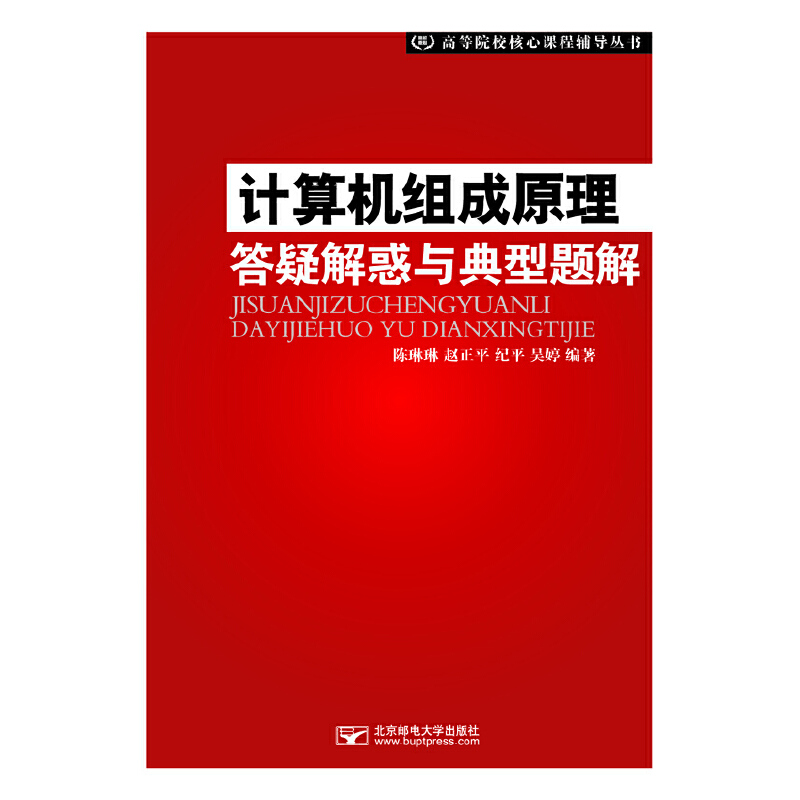 高等院校核心课程辅导丛书
计算机组成原理
答疑解惑与典型题解
JISUANJIZUCHENGYUANLI
DAYIJIEHUO YU DIANXINGTIJIE
陈琳琳 赵正平 纪平 吴婷 编著
北京邮电大学出版社
www.buptpress.com